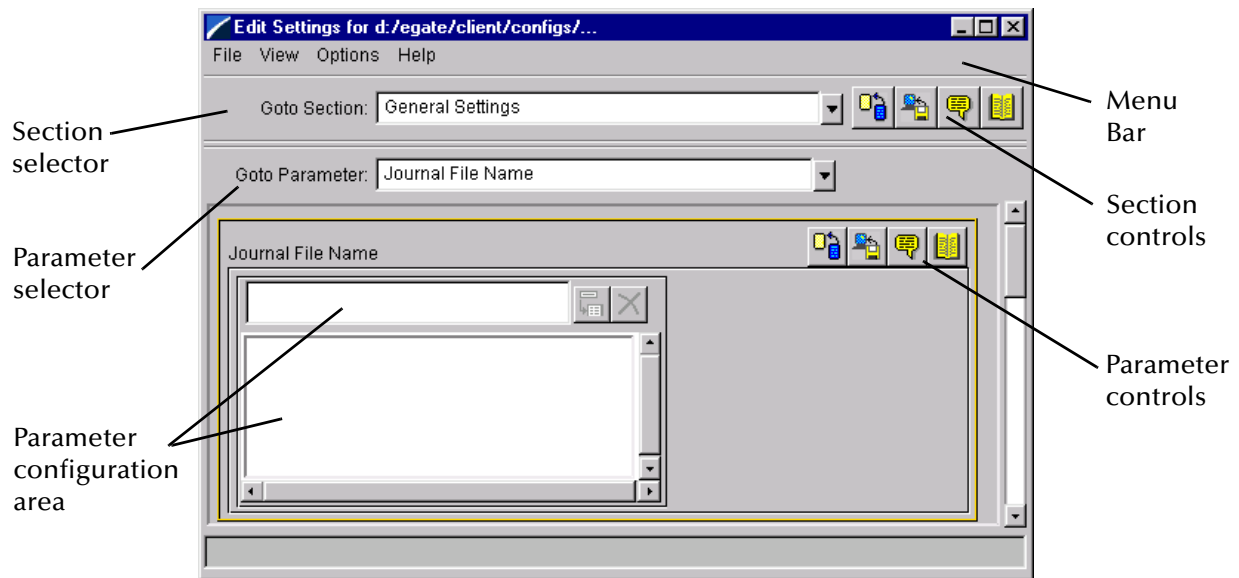 Edit Settings for d:/egate/client/configs/...
File View Options Help
Goto Section: General Settings
Menu
Bar
Section
selector
Goto Parameter: Journal File Name
Section
controls
Parameter
selector
Journal File Name
Parameter
controls
Parameter
configuration
area